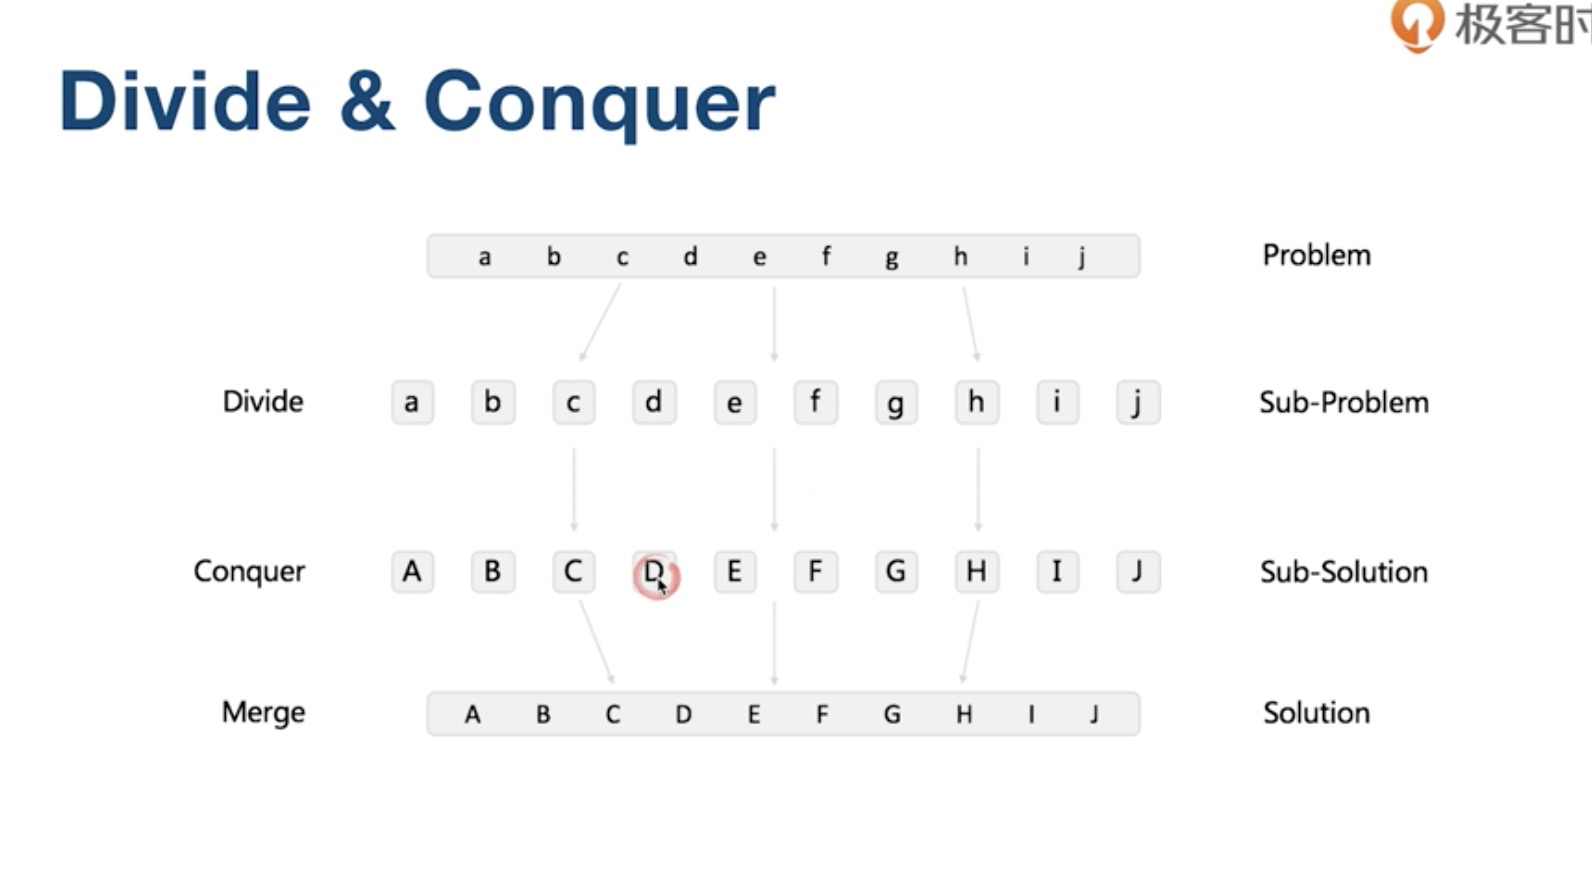 极客时
Divide & Conquer
a b c d e f g h i j Problem
Divide a b c d e f g h i j Sub-Problem
Conquer A B C D E F G H I J Sub-Solution
Merge A B C D E F G H I J Solution